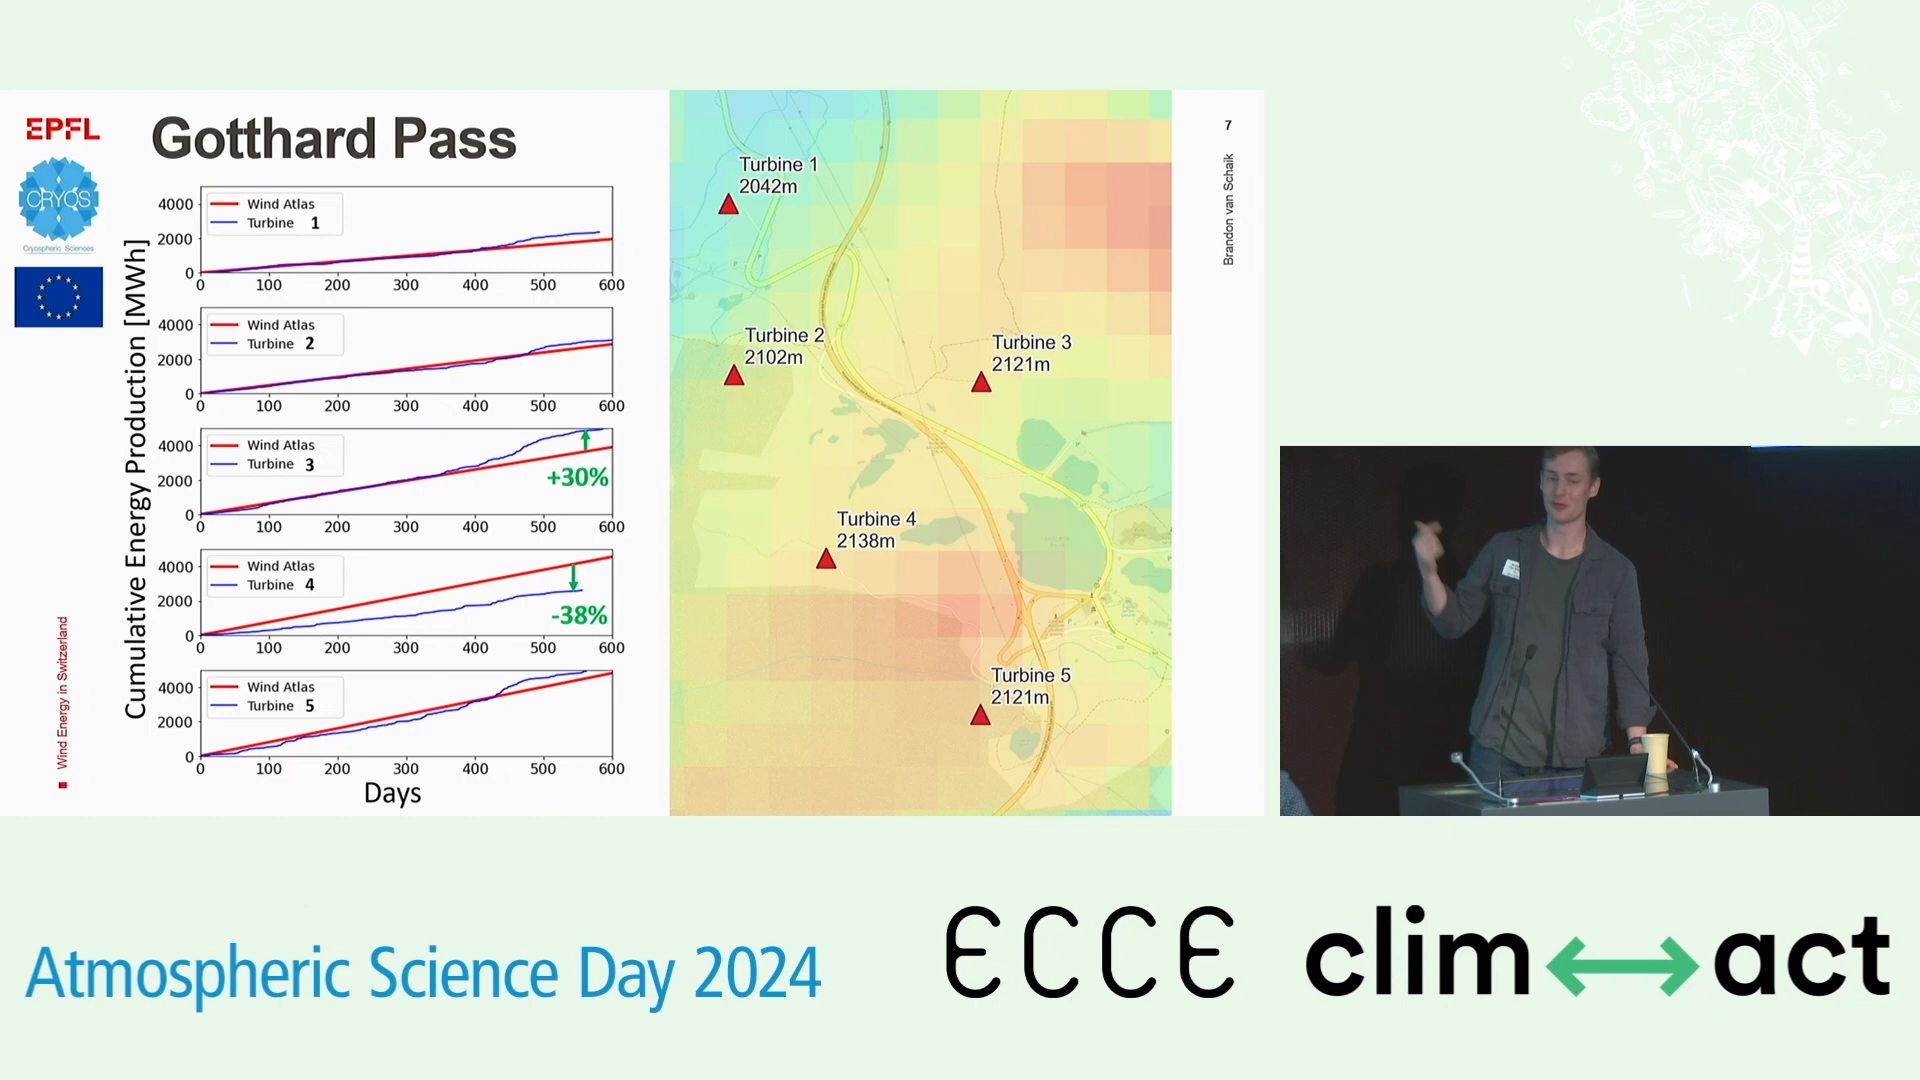 EPFL
CRYOS
Cryospheric Sciences
Wind Energy in Switzerland
Gotthard Pass
Cumulative Energy Production [MWh]
4000
2000
0
Wind Atlas
Turbine 1
0 100 200 300 400 500 600
4000
2000
0
Wind Atlas
Turbine 2
0 100 200 300 400 500 600
4000
2000
0
Wind Atlas
Turbine 3
+30%
0 100 200 300 400 500 600
4000
2000
0
Wind Atlas
Turbine 4
-38%
0 100 200 300 400 500 600
4000
2000
0
Wind Atlas
Turbine 5
0 100 200 300 400 500 600
Days
Turbine 1
2042m
Turbine 2
2102m
Turbine 3
2121m
Turbine 4
2138m
Turbine 5
2121m
7
Brandon van Schaik
Atmospheric Science Day 2024
ECCE
clim act